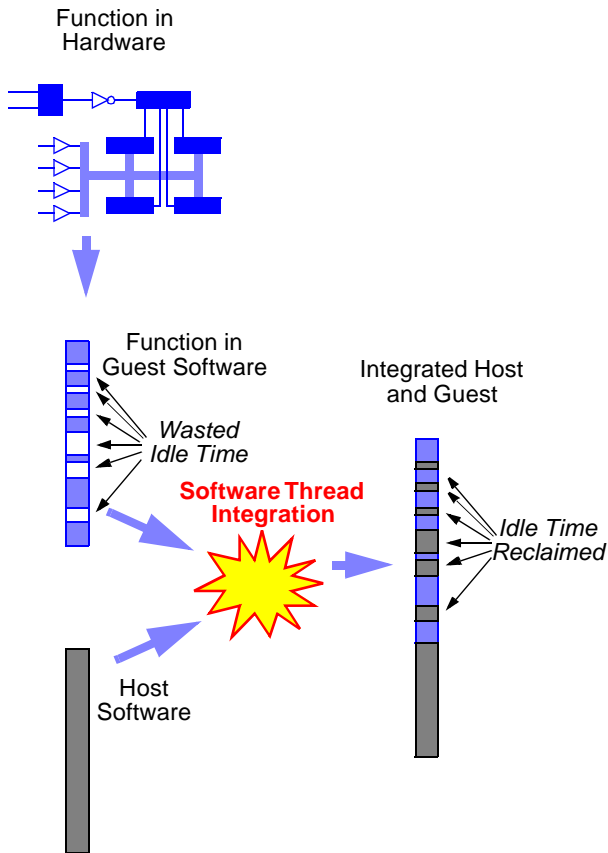 Function in
Hardware
Function in
Guest Software
Wasted
Idle Time
Integrated Host
and Guest
Software Thread
Integration
Idle Time
Reclaimed
Host
Software